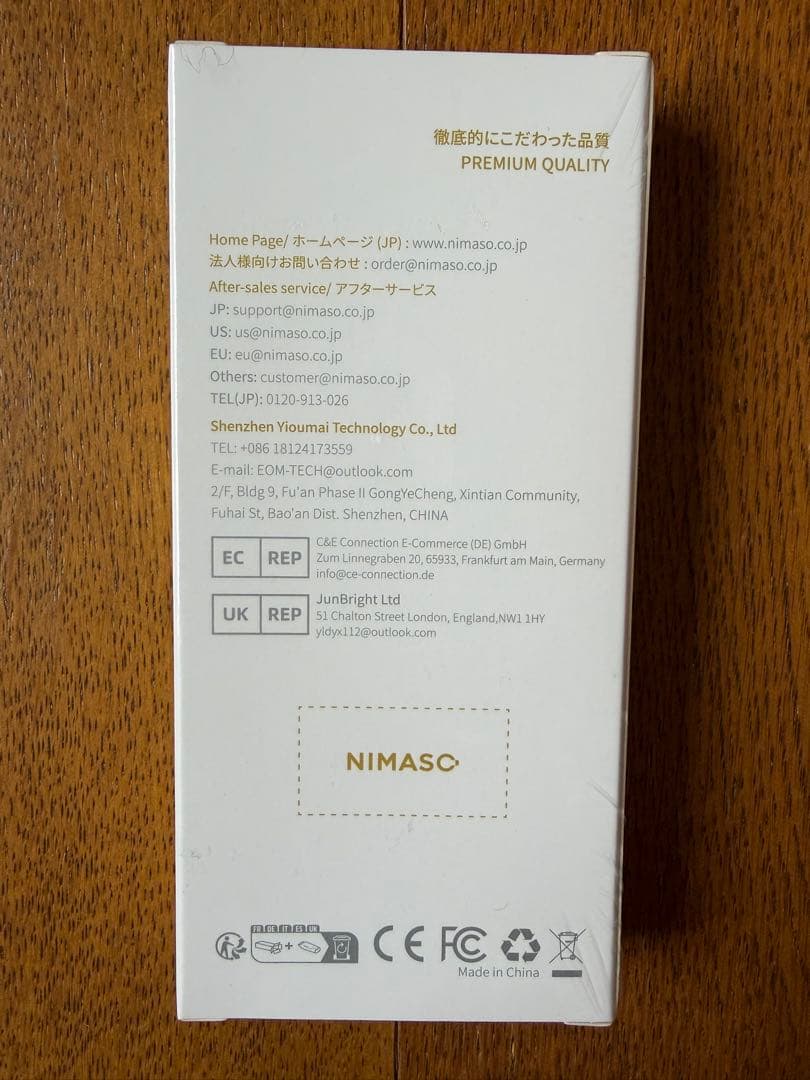 徹底的にこだわった品質
PREMIUM QUALITY
Home Page/ ホームページ (JP) : www.nimaso.co.jp
法人様向けお問い合わせ : order@nimaso.co.jp
After-sales service/ アフターサービス
JP: support@nimaso.co.jp
US: us@nimaso.co.jp
EU: eu@nimaso.co.jp
Others: customer@nimaso.co.jp
TEL(JP): 0120-913-026
Shenzhen Yioumai Technology Co., Ltd
TEL: +086 18124173559
E-mail: EOM-TECH@outlook.com
2/F, Bldg 9, Fu'an Phase II GongYeCheng, Xintian Community,
Fuhai St, Bao'an Dist. Shenzhen, CHINA
EC REP
C&E Connection E-Commerce (DE) GmbH
Zum Linnegraben 20, 65933, Frankfurt am Main, Germany
info@ce-connection.de
UK REP
JunBright Ltd
51 Chalton Street London, England,NW1 1HY
yldyx112@outlook.com
NIMASO
FR DE IT ES UK
+
CE FC
Made in China